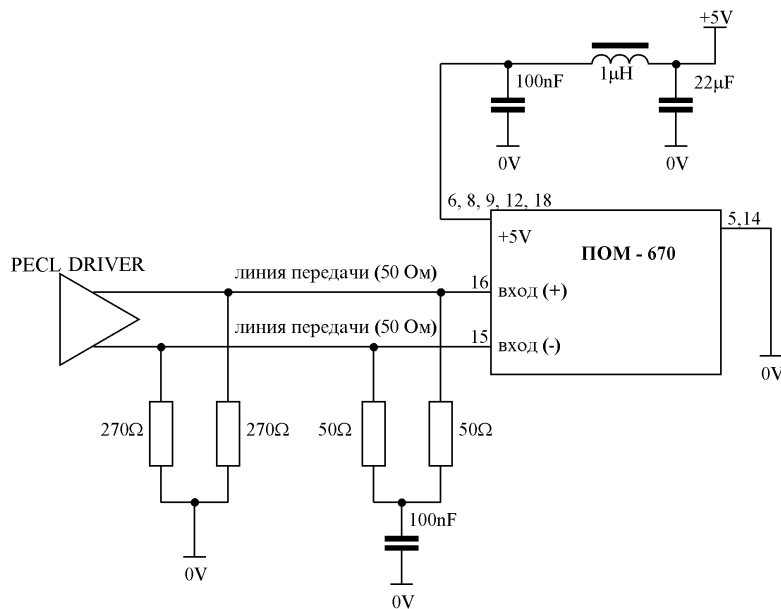 +5V
100nF
1µH
22µF
0V
0V
6, 8, 9, 12, 18
5,14
+5V
ПОМ - 670
PECL DRIVER
линия передачи (50 Ом)
16
вход (+)
линия передачи (50 Ом)
15
вход (-)
0V
270Ω
270Ω
50Ω
50Ω
100nF
0V
0V